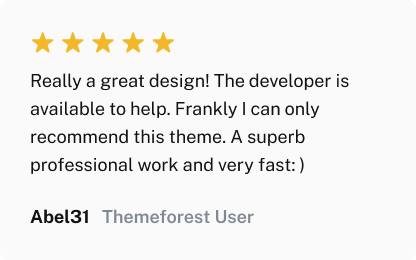 Really a great design! The developer is
available to help. Frankly I can only
recommend this theme. A superb
professional work and very fast: )
Abel31 Themeforest User